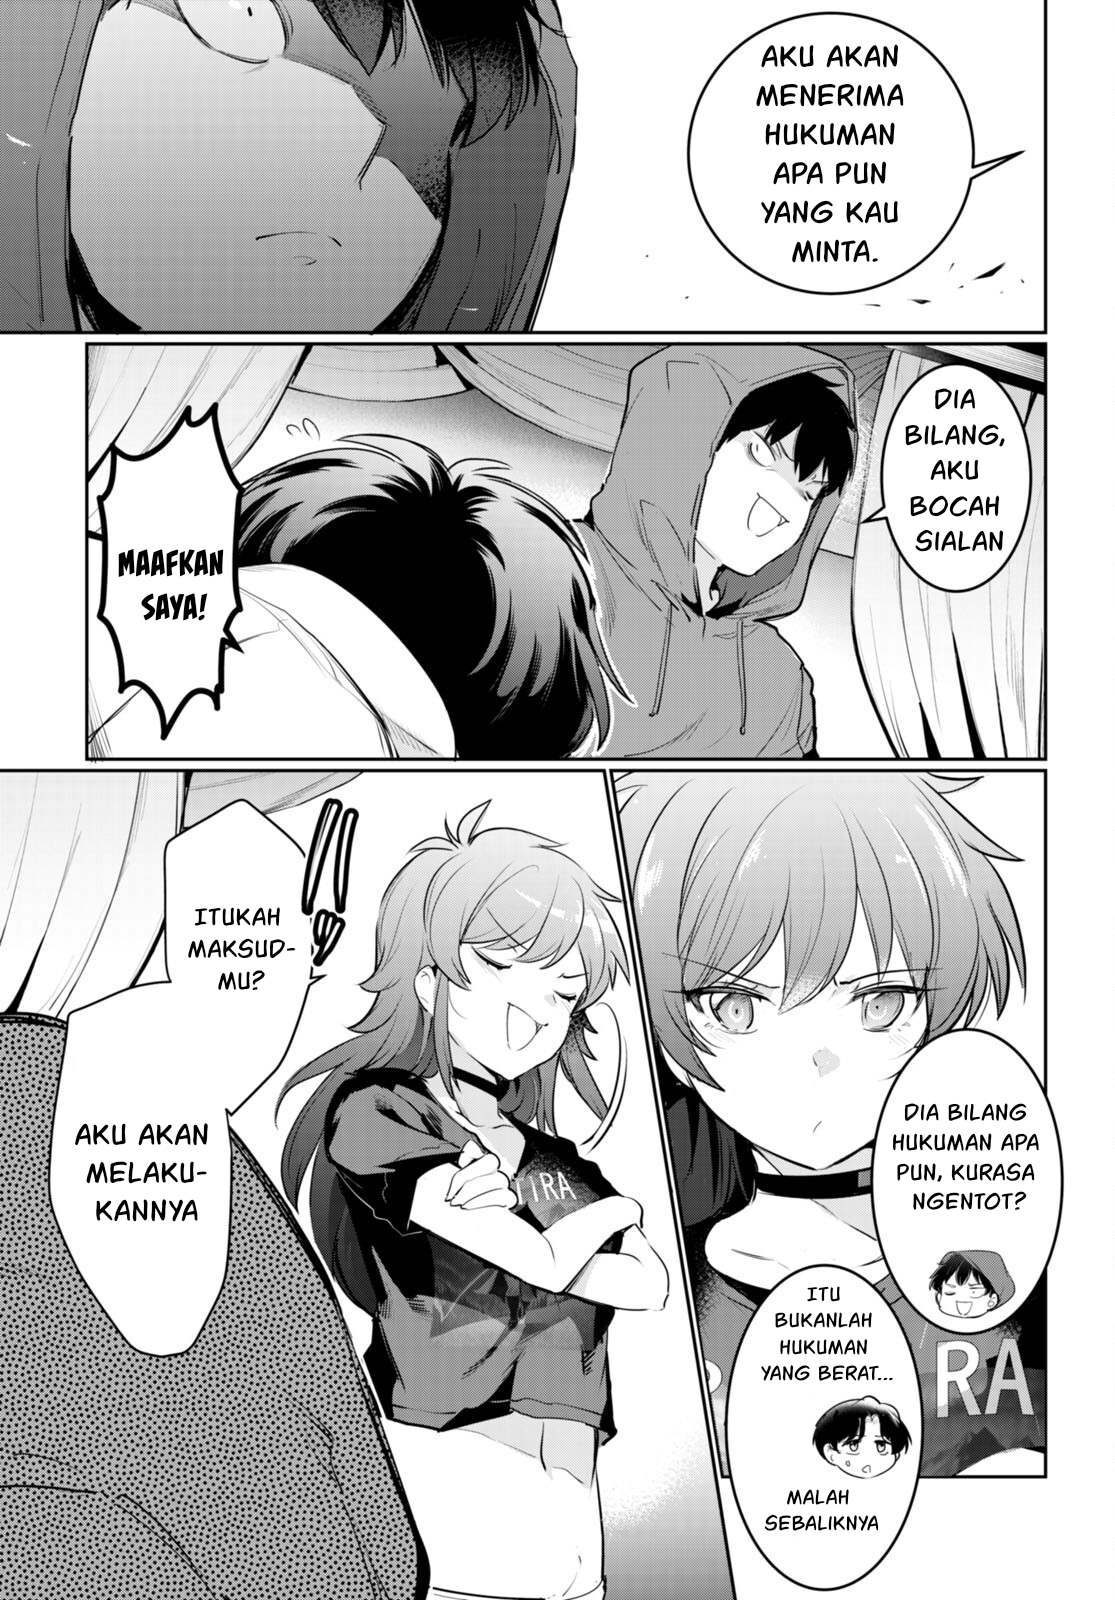 AKU AKAN
MENERIMA
HUKUMAN
APA PUN
YANG KAU
MINTA.
DIA
BILANG,
AKU
BOCAH
SIALAN
MAAFKAN
SAYA!
DIA BILANG
HUKUMAN APA
PUN, KURASA
NGENTOT?
ITU
BUKANLAH
HUKUMAN
YANG BERAT...
MALAH
SEBALIKNYA
RA
ITUKAH
MAKSUD-
MU?
AKU AKAN
MELAKU-
KANNYA
TRA